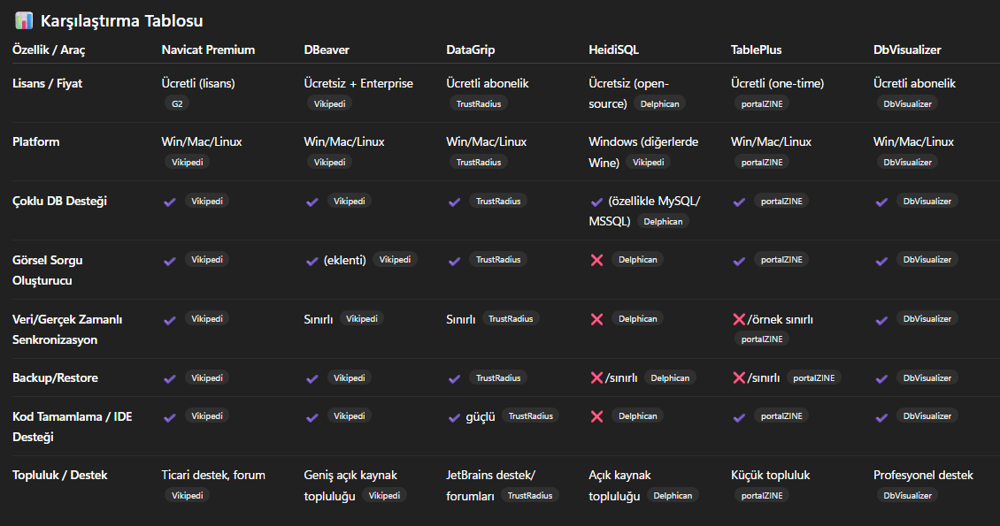 📊 Karşılaştırma Tablosu
Özellik / Araç Navicat Premium DBeaver DataGrip HeidiSQL TablePlus DbVisualizer
Lisans / Fiyat Ücretli (lisans) Ücretsiz + Enterprise Ücretli abonelik Ücretsiz (open- Ücretli (one-time) Ücretli abonelik
G2 Vikipedi TrustRadius source) Delphican portalZINE DbVisualizer
Platform Win/Mac/Linux Win/Mac/Linux Win/Mac/Linux Windows (diğerlerde Win/Mac/Linux Win/Mac/Linux
Vikipedi Vikipedi TrustRadius Wine) Vikipedi portalZINE DbVisualizer
Çoklu DB Desteği ✔ Vikipedi ✔ Vikipedi ✔ TrustRadius ✔ (özellikle MySQL/ ✔ portalZINE ✔ DbVisualizer
MSSQL) Delphican
Görsel Sorgu ✔ Vikipedi ✔ (eklenti) Vikipedi ✔ TrustRadius ❌ Delphican ✔ portalZINE ✔ DbVisualizer
Oluşturucu
Veri/Gerçek Zamanlı ✔ Vikipedi Sınırlı Vikipedi Sınırlı TrustRadius ❌ Delphican ❌/örnek sınırlı ✔ DbVisualizer
Senkronizasyon portalZINE
Backup/Restore ✔ Vikipedi ✔ Vikipedi ✔ TrustRadius ❌/sınırlı Delphican ❌/sınırlı portalZINE ✔ DbVisualizer
Kod Tamamlama / IDE ✔ Vikipedi ✔ Vikipedi ✔ güçlü TrustRadius ❌ Delphican ✔ portalZINE ✔ DbVisualizer
Desteği
Topluluk / Destek Ticari destek, forum Geniş açık kaynak JetBrains destek/ Açık kaynak Küçük topluluk Profesyonel destek
Vikipedi topluluğu Vikipedi forumları TrustRadius topluluğu Delphican portalZINE DbVisualizer